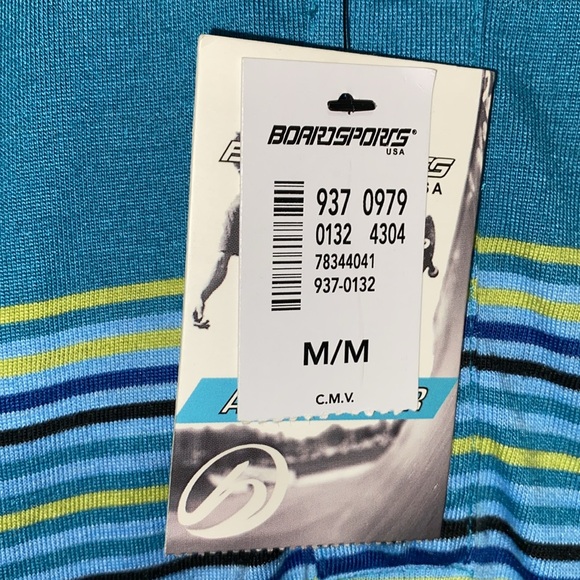 BOARDSPORTS®
USA
937 0979
0132 4304
78344041
937-0132
M/M
C.M.V.